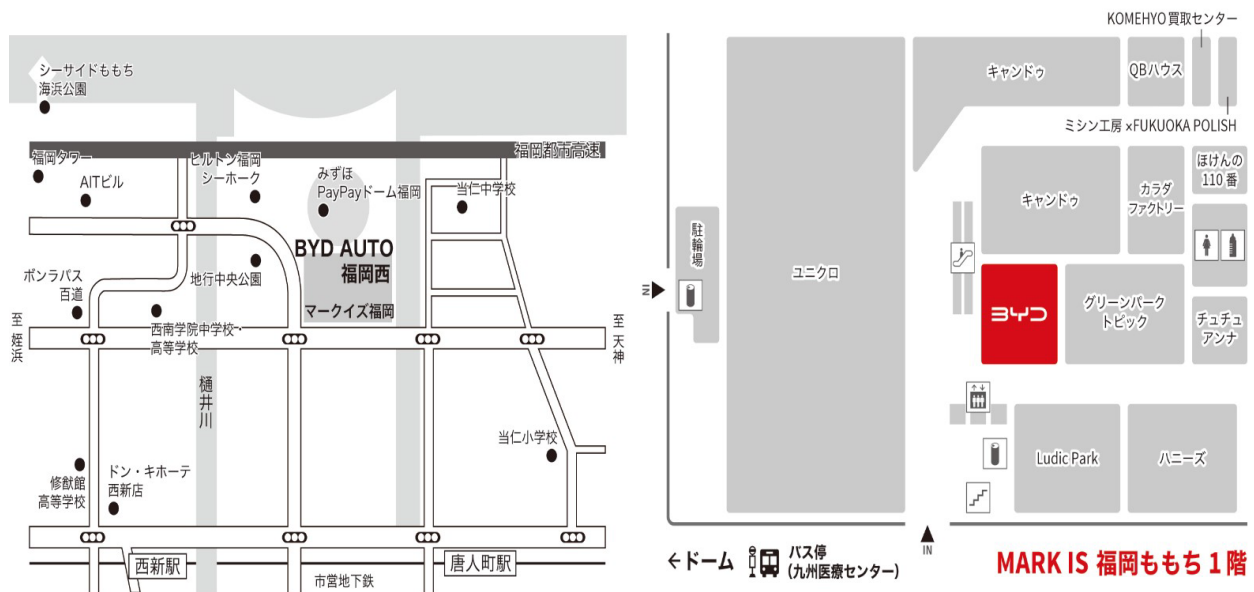 シーサイドももち
海浜公園
福岡都市高速
福岡タワー
AITビル
ヒルトン福岡
シーホーク
みずほ
PayPayドーム福岡
当仁中学校
BYD AUTO
福岡西
マークイズ福岡
地行中央公園
ボンラパス
百道
西南学院中学校・
高等学校
至 姪浜
至 天神
樋井川
当仁小学校
修猷館
高等学校
ドン・キホーテ
西新店
西新駅
市営地下鉄
唐人町駅
KOMEHYO 買取センター
キャンドゥ
QBハウス
ミシン工房 ×FUKUOKA POLISH
キャンドゥ
カラダ
ファクトリー
ほけんの
110 番
駐輪場
ユニクロ
IN
BYD
グリーンパーク
トピック
チュチュ
アンナ
Ludic Park
ハニーズ
IN
←ドーム
バス停
(九州医療センター)
MARK IS 福岡ももち 1 階